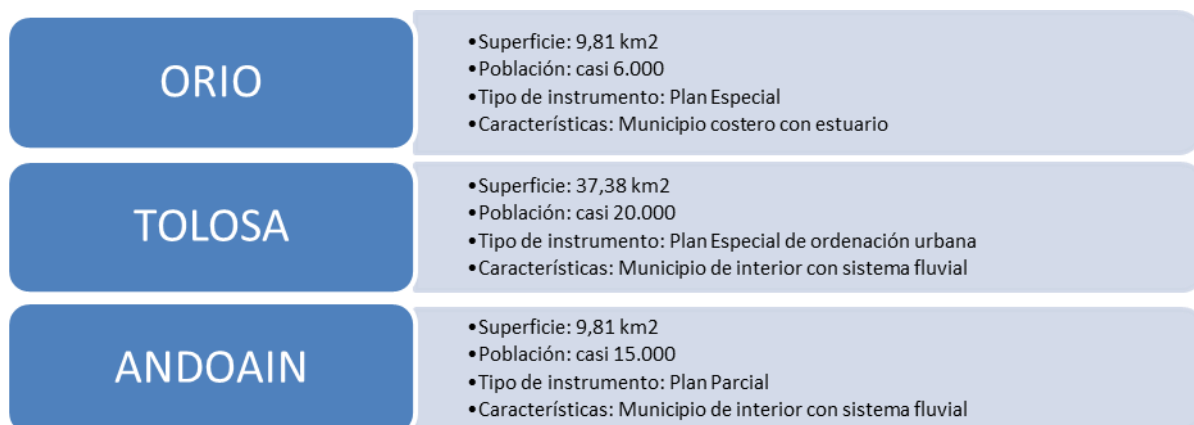 ORIO
•Superficie: 9,81 km2
•Población: casi 6.000
•Tipo de instrumento: Plan Especial
•Características: Municipio costero con estuario
TOLOSA
•Superficie: 37,38 km2
•Población: casi 20.000
•Tipo de instrumento: Plan Especial de ordenación urbana
•Características: Municipio de interior con sistema fluvial
ANDOAIN
•Superficie: 9,81 km2
•Población: casi 15.000
•Tipo de instrumento: Plan Parcial
•Características: Municipio de interior con sistema fluvial